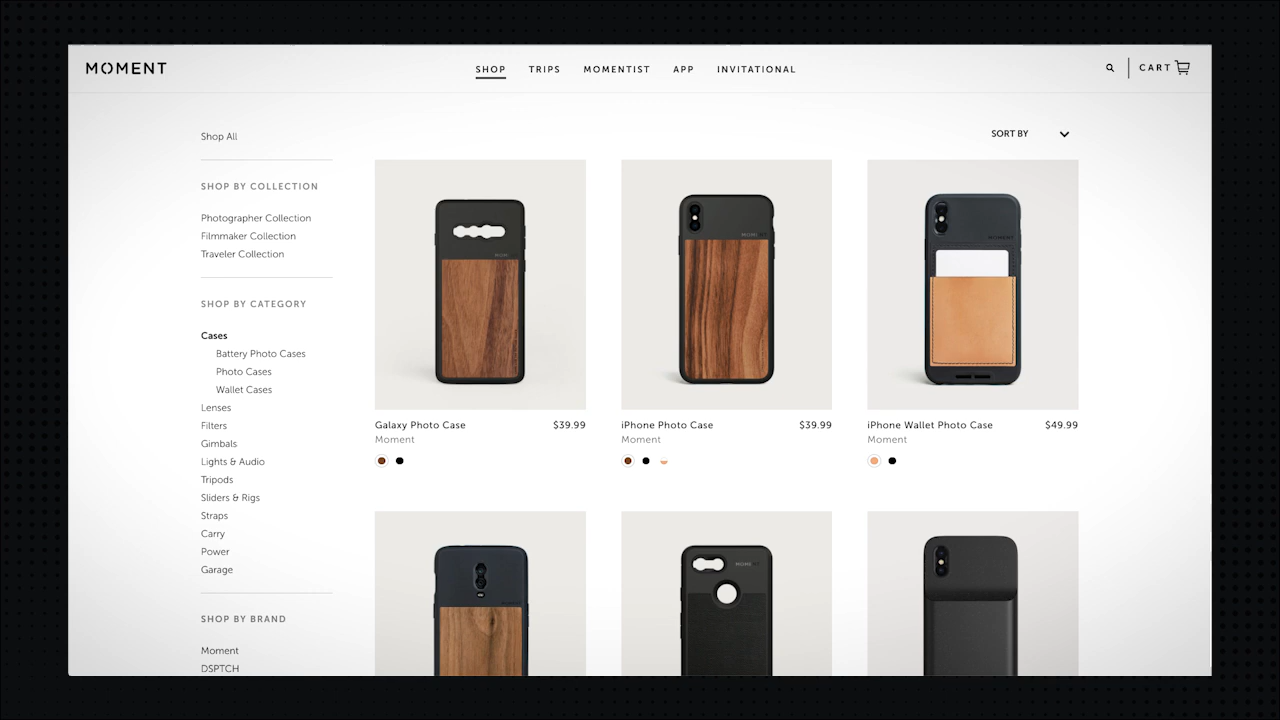 MOMENT
SHOP TRIPS MOMENTIST APP INVITATIONAL
CART
Shop All
SORT BY
SHOP BY COLLECTION
Photographer Collection
Filmmaker Collection
Traveler Collection
SHOP BY CATEGORY
Cases
Battery Photo Cases
Photo Cases
Wallet Cases
Lenses
Filters
Gimbals
Lights & Audio
Tripods
Sliders & Rigs
Straps
Carry
Power
Garage
SHOP BY BRAND
Moment
DSPTCH
MOMENT
MOMENT
Galaxy Photo Case $39.99
Moment
iPhone Photo Case $39.99
Moment
iPhone Wallet Photo Case $49.99
Moment
MOMENT